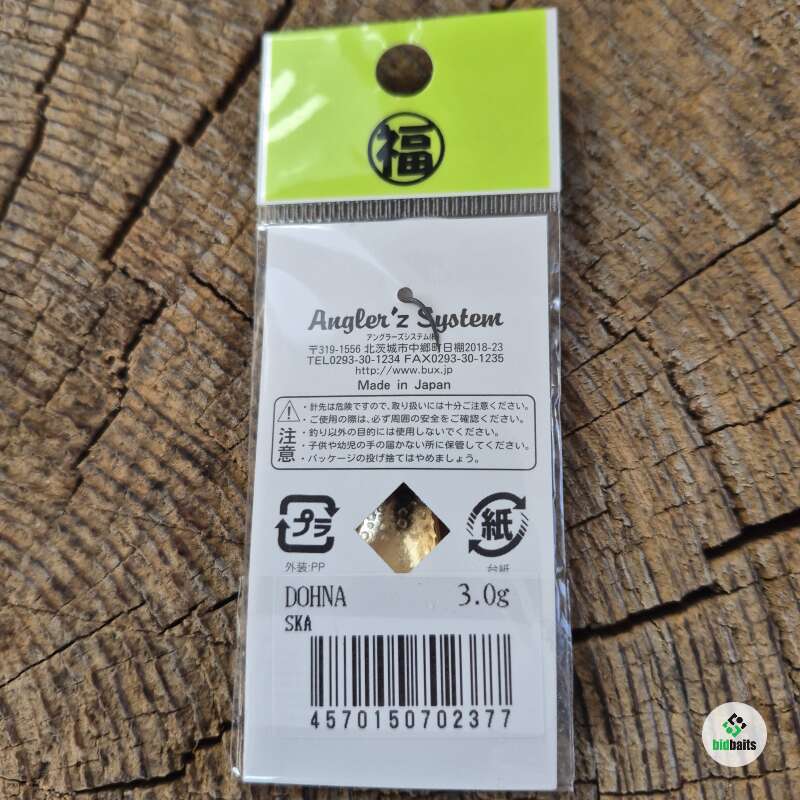 福
Angler'z System
アングラーズシステム(株)
〒319-1556 北茨城市中郷町日棚2018-23
TEL0293-30-1234 FAX0293-30-1235
http://www.bux.jp/
Made in Japan
・針先は危険ですので、取り扱いには十分ご注意ください。
・ご使用の際は、必ず周囲の安全をご確認ください。
・釣り以外の目的には使用しないでください。
・子供や幼児の手の届かない所に保管してください。
・パッケージの投げ捨てはやめましょう。
注意
プラ
紙
外装:PP
台紙
DOHNA 3.0g
SKA
4570150702377
bidbaits